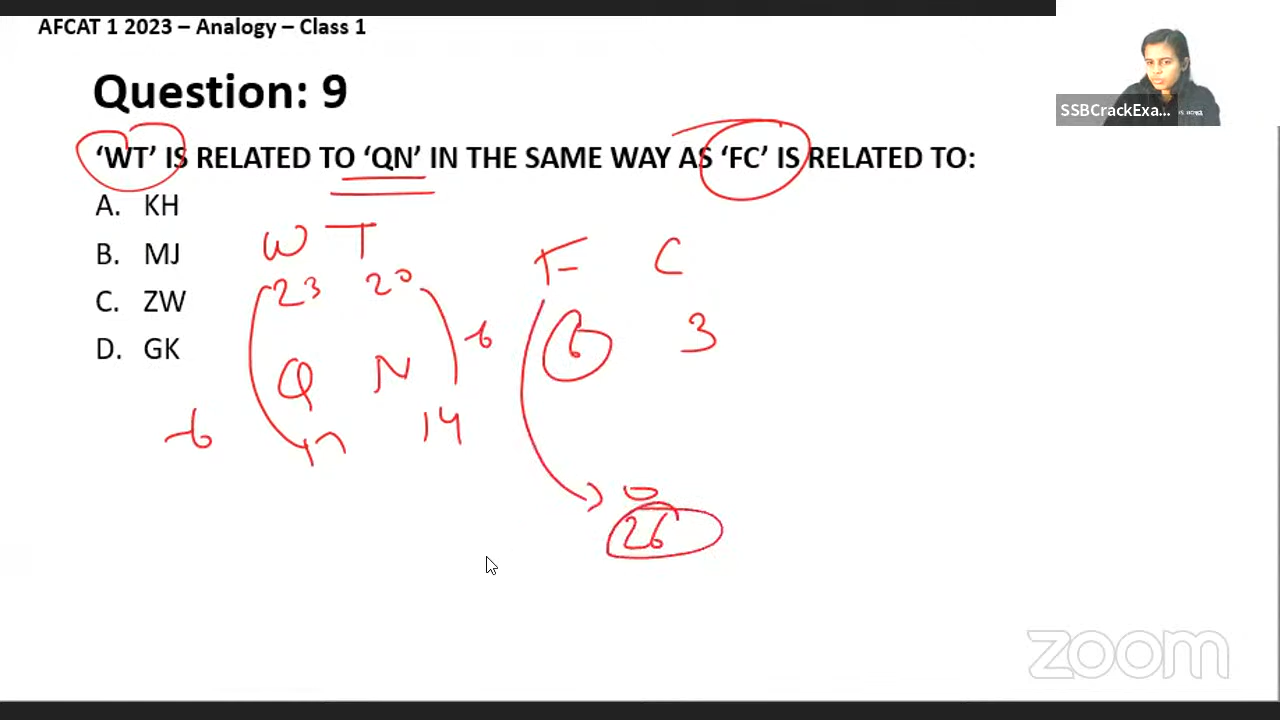 AFCAT 1 2023 – Analogy – Class 1
SSBCrackExa...
Question: 9
‘WT’ IS RELATED TO ‘QN’ IN THE SAME WAY AS ‘FC’ IS RELATED TO:
A. KH
B. MJ
C. ZW
D. GK
W T F C
23 20
-6 6 3
Q N
-6 17 14
0
26
zoom